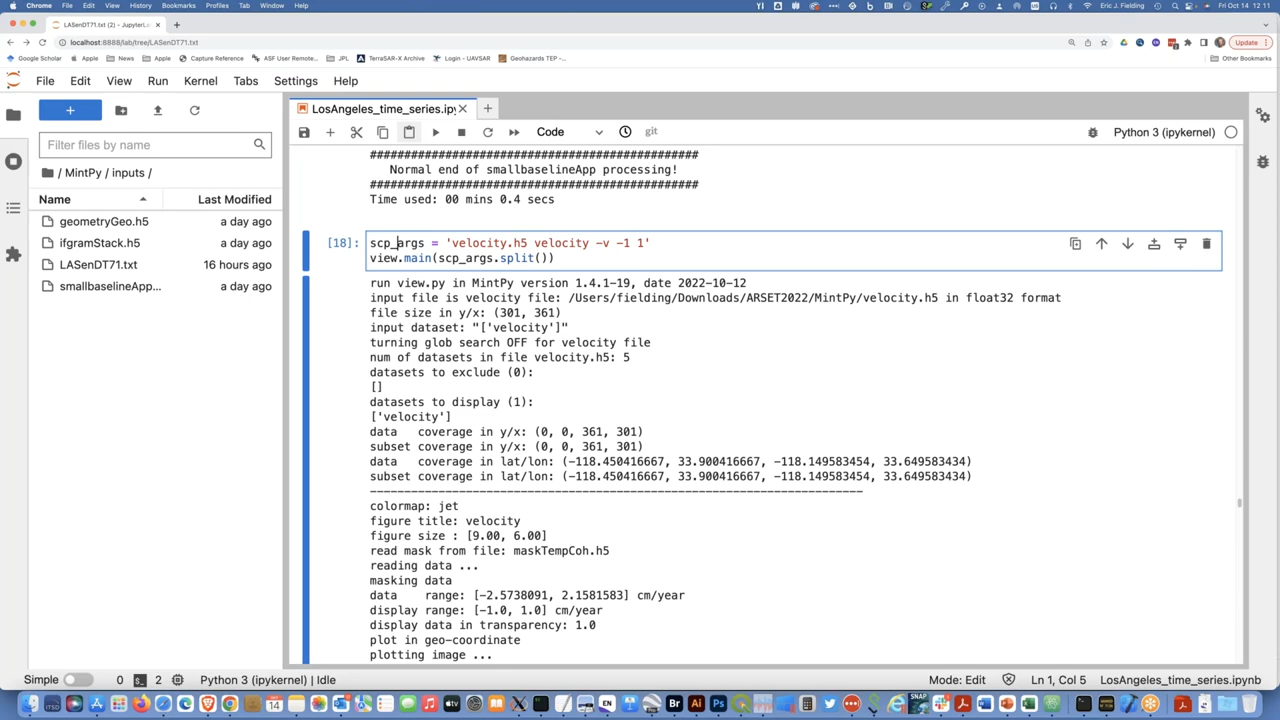 Chrome File Edit View History Bookmarks Profiles Tab Window Help
Eric J. Fielding Fri Oct 14 11
LASenDT71.txt (2) - JupyterLab
localhost:8888/lab/tree/LASenDT71.txt
Update
Google Scholar Apple News Apple Capture Reference ASF User Remote... JPL TerraSAR-X Archive Login - UAVSAR Geohazards TEP -... Other Bookmarks
File Edit View Run Kernel Tabs Settings Help
LosAngeles_time_series.ipy
Code
git
Python 3 (ipykernel)
Filter files by name
/ MintPy / inputs /
Name Last Modified
geometryGeo.h5 a day ago
ifgramStack.h5 a day ago
LASenDT71.txt 16 hours ago
smallbaselineApp... a day ago
################################################
Normal end of smallbaselineApp processing!
################################################
Time used: 00 mins 0.4 secs
[18]: scp_args = 'velocity.h5 velocity -v -1 1'
view.main(scp_args.split())
run view.py in MintPy version 1.4.1-19, date 2022-10-12
input file is velocity file: /Users/fielding/Downloads/ARSET2022/MintPy/velocity.h5 in float32 format
file size in y/x: (301, 361)
input dataset: "['velocity']"
turning glob search OFF for velocity file
num of datasets in file velocity.h5: 5
datasets to exclude (0):
[]
datasets to display (1):
['velocity']
data coverage in y/x: (0, 0, 361, 301)
subset coverage in y/x: (0, 0, 361, 301)
data coverage in lat/lon: (-118.450416667, 33.900416667, -118.149583454, 33.649583434)
subset coverage in lat/lon: (-118.450416667, 33.900416667, -118.149583454, 33.649583434)
------------------------------------------------------------------------
colormap: jet
figure title: velocity
figure size : [9.00, 6.00]
read mask from file: maskTempCoh.h5
reading data ...
masking data
data range: [-2.5738091, 2.1581583] cm/year
display range: [-1.0, 1.0] cm/year
display data in transparency: 1.0
plot in geo-coordinate
plotting image ...
Simple 0 2 Python 3 (ipykernel) | Idle Mode: Edit Ln 1, Col 5 LosAngeles_time_series.ipynb